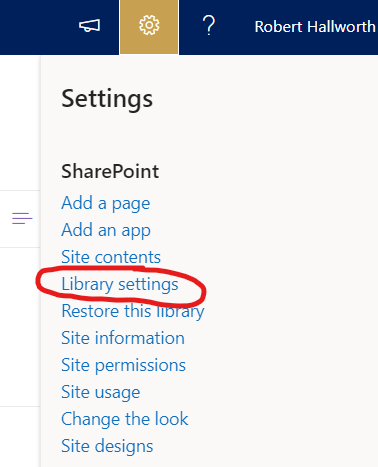 ? Robert Hallworth
Settings
SharePoint
Add a page
Add an app
Site contents
Library settings
Restore this library
Site information
Site permissions
Site usage
Change the look
Site designs